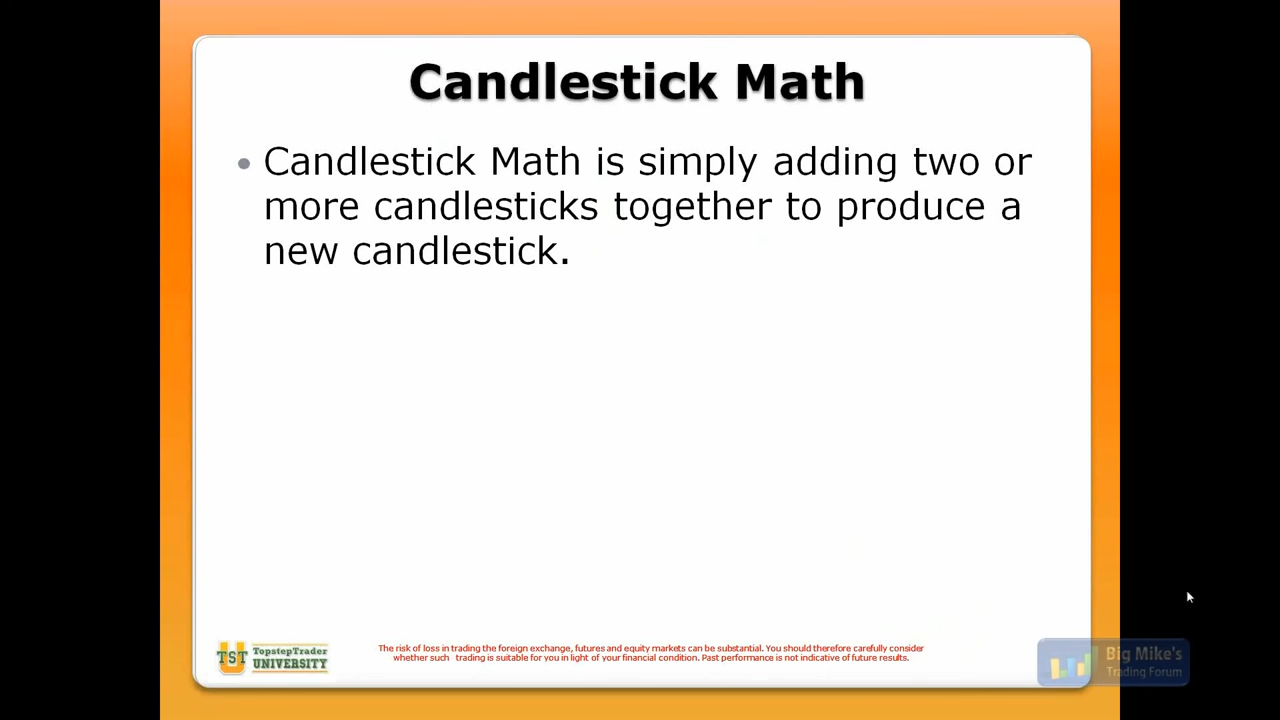 Candlestick Math
• Candlestick Math is simply adding two or
more candlesticks together to produce a
new candlestick.
TST
TopstepTrader
UNIVERSITY
The risk of loss in trading the foreign exchange, futures and equity markets can be substantial. You should therefore carefully consider
whether such trading is suitable for you in light of your financial condition. Past performance is not indicative of future results.
Big Mike's
Trading Forum